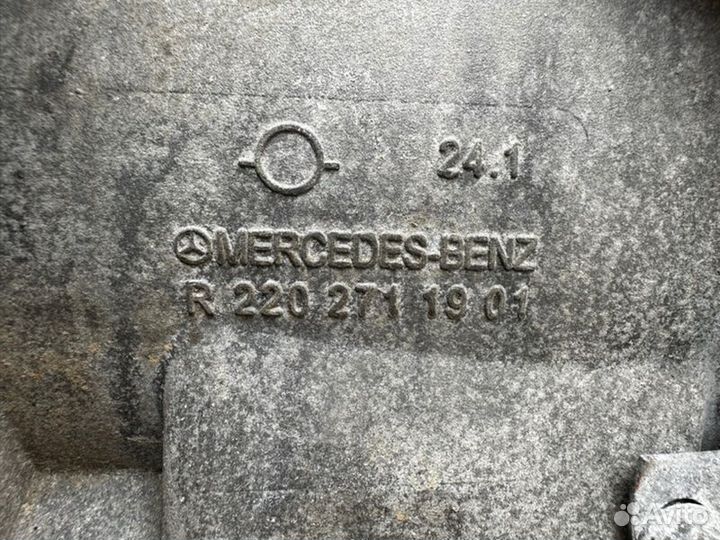 24.1
MERCEDES-BENZ
R 220 271 19 01
Avito